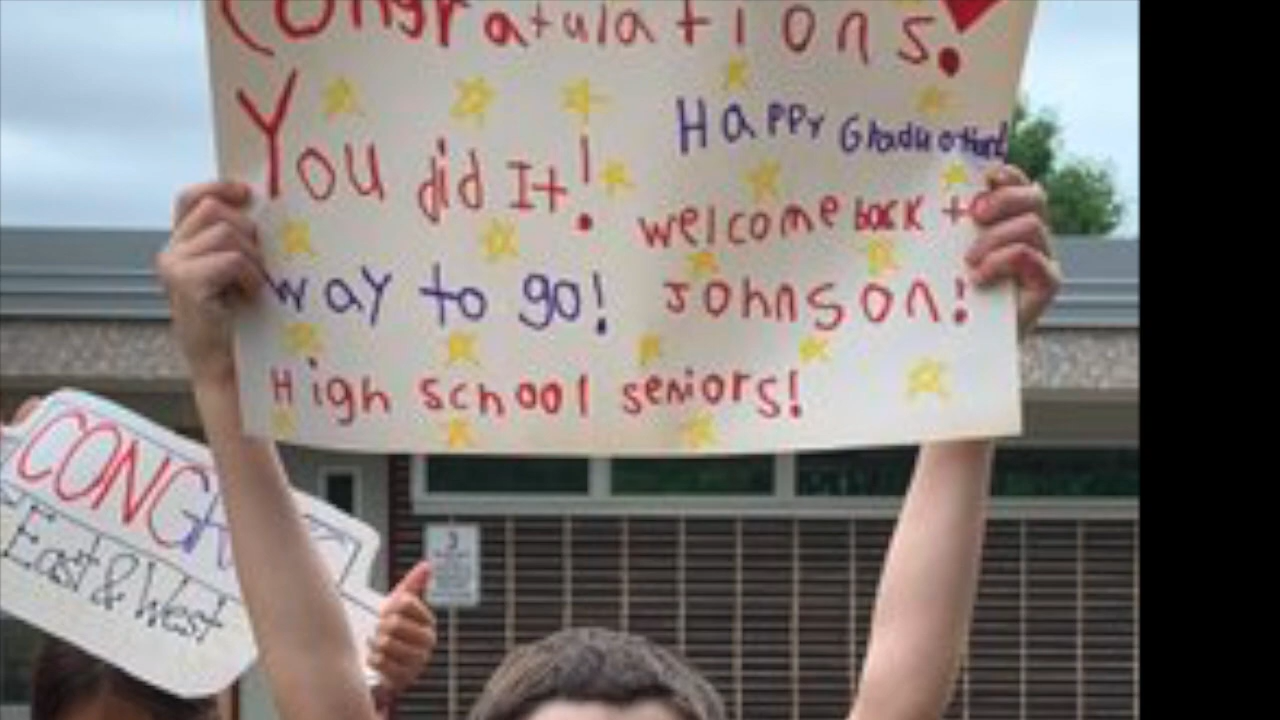 Congratulations!
You did It!
Happy Graduation!
welcome back to
way to go!
Johnson!
High school seniors!
CONG
East & West